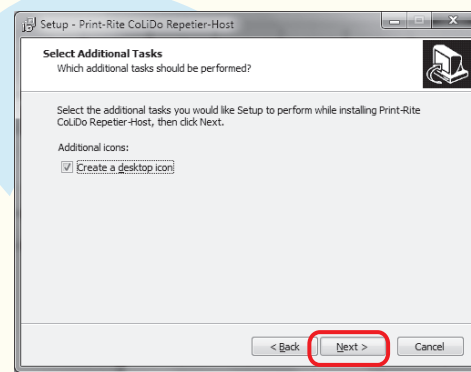 Setup - Print-Rite CoLiDo Repetier-Host
Select Additional Tasks
Which additional tasks should be performed?
Select the additional tasks you would like Setup to perform while installing Print-Rite
CoLiDo Repetier-Host, then click Next.
Additional icons:
Create a desktop icon
< Back
Next >
Cancel